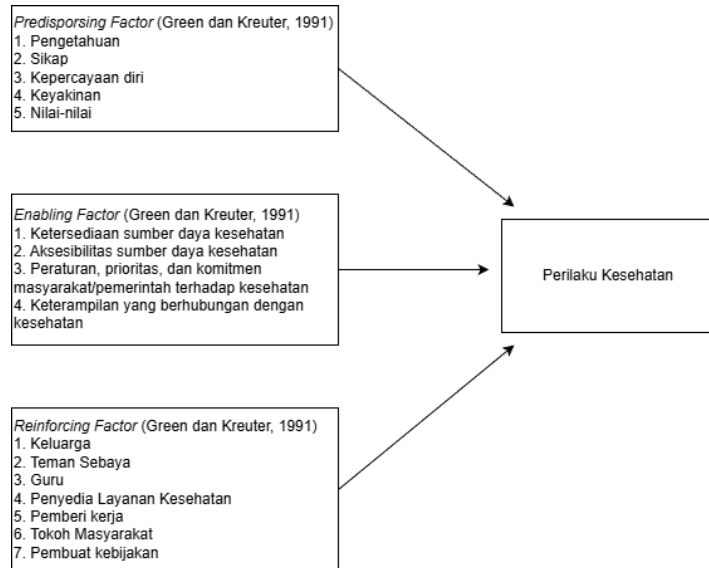 Predisporsing Factor (Green dan Kreuter, 1991)
1. Pengetahuan
2. Sikap
3. Kepercayaan diri
4. Keyakinan
5. Nilai-nilai
Enabling Factor (Green dan Kreuter, 1991)
1. Ketersediaan sumber daya kesehatan
2. Aksesibilitas sumber daya kesehatan
3. Peraturan, prioritas, dan komitmen
masyarakat/pemerintah terhadap kesehatan
4. Keterampilan yang berhubungan dengan
kesehatan
Perilaku Kesehatan
Reinforcing Factor (Green dan Kreuter, 1991)
1. Keluarga
2. Teman Sebaya
3. Guru
4. Penyedia Layanan Kesehatan
5. Pemberi kerja
6. Tokoh Masyarakat
7. Pembuat kebijakan